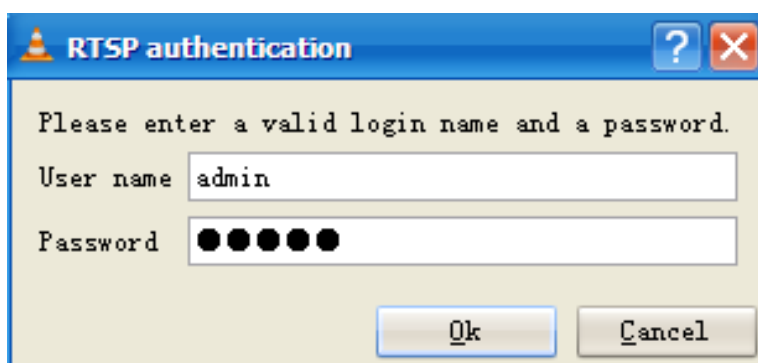 RTSP authentication
?
Please enter a valid login name and a password.
User name admin
Password ●●●●●
Ok Cancel